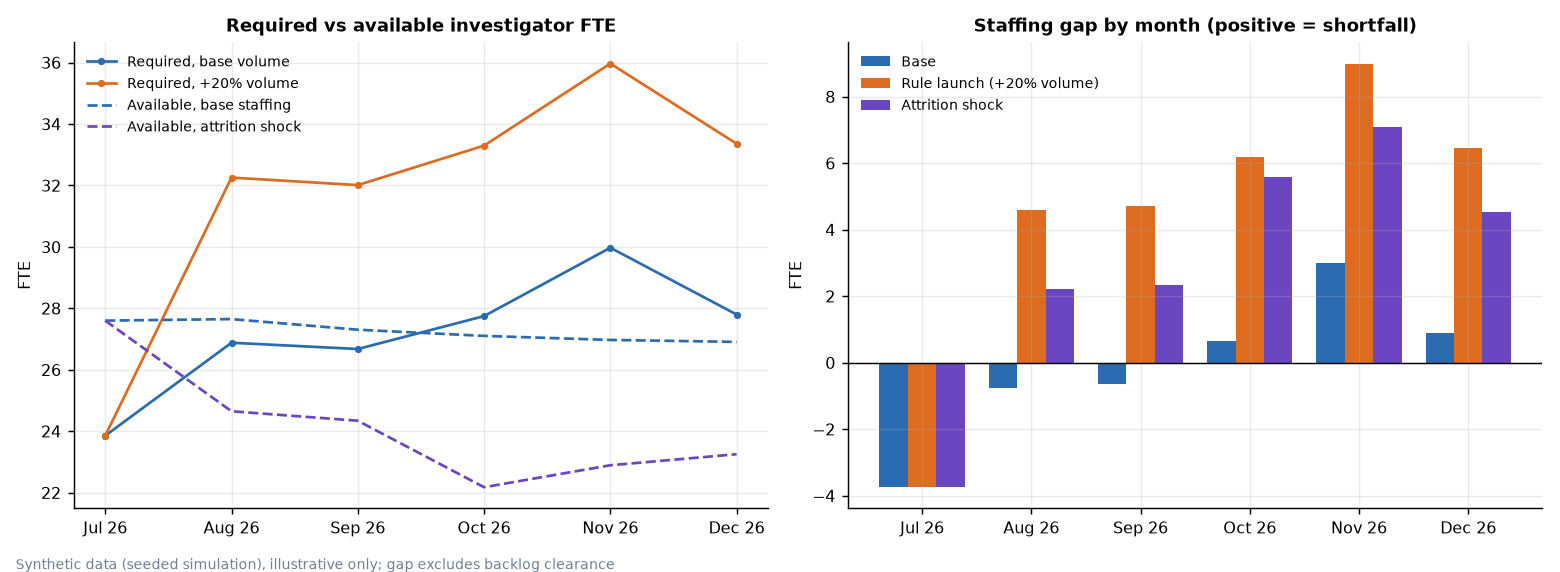 Required vs available investigator FTE
Required, base volume
Required, +20% volume
Available, base staffing
Available, attrition shock
FTE
36
34
32
30
28
26
24
22
Jul 26
Aug 26
Sep 26
Oct 26
Nov 26
Dec 26
Staffing gap by month (positive = shortfall)
Base
Rule launch (+20% volume)
Attrition shock
FTE
8
6
4
2
0
−2
−4
Jul 26
Aug 26
Sep 26
Oct 26
Nov 26
Dec 26
Synthetic data (seeded simulation), illustrative only; gap excludes backlog clearance